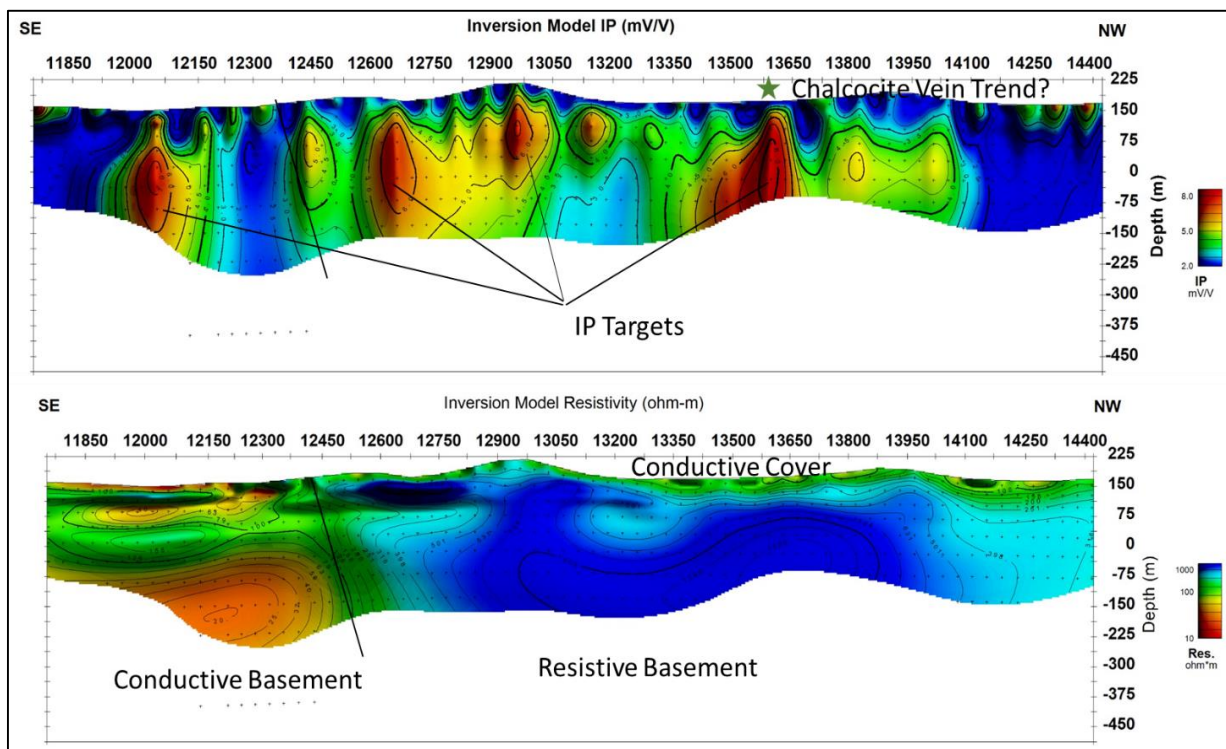 Inversion Model IP (mV/V)
SE NW
11850 12000 12150 12300 12450 12600 12750 12900 13050 13200 13350 13500 13650 13800 13950 14100 14250 14400
Chalcocite Vein Trend?
225
150
75
0
-75
-150
-225
-300
-375
-450
Depth (m)
8.0
5.0
2.0
IP
mV/V
IP Targets
Inversion Model Resistivity (ohm-m)
SE NW
11850 12000 12150 12300 12450 12600 12750 12900 13050 13200 13350 13500 13650 13800 13950 14100 14250 14400
Conductive Cover
225
150
75
0
-75
-150
-225
-300
-375
-450
Depth (m)
1000
100
10
Res.
ohm*m
Conductive Basement
Resistive Basement